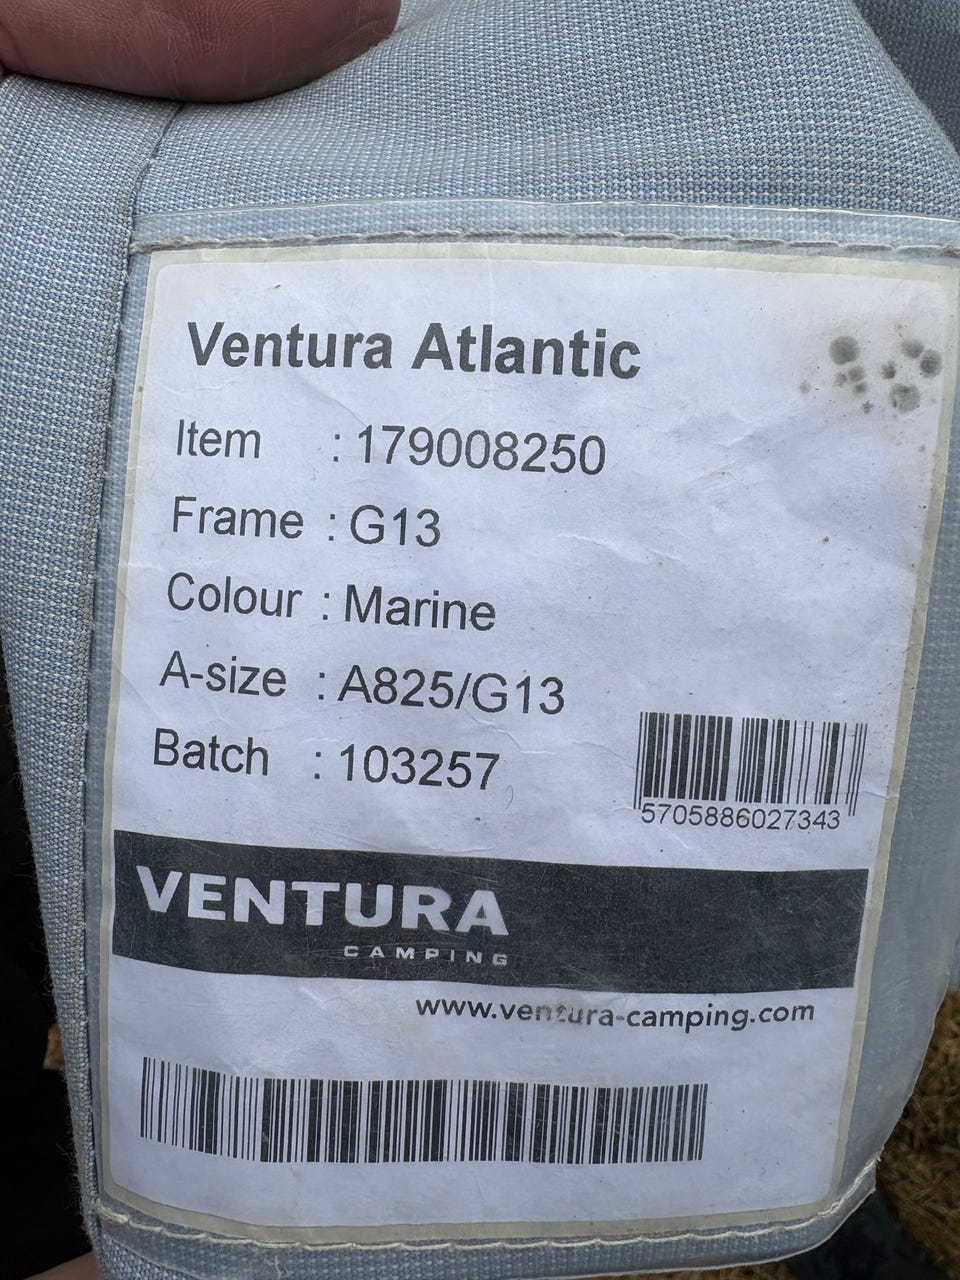 Ventura Atlantic
Item : 179008250
Frame : G13
Colour : Marine
A-size : A825/G13
Batch : 103257
5705886027343
VENTURA
CAMPING
www.ventura-camping.com